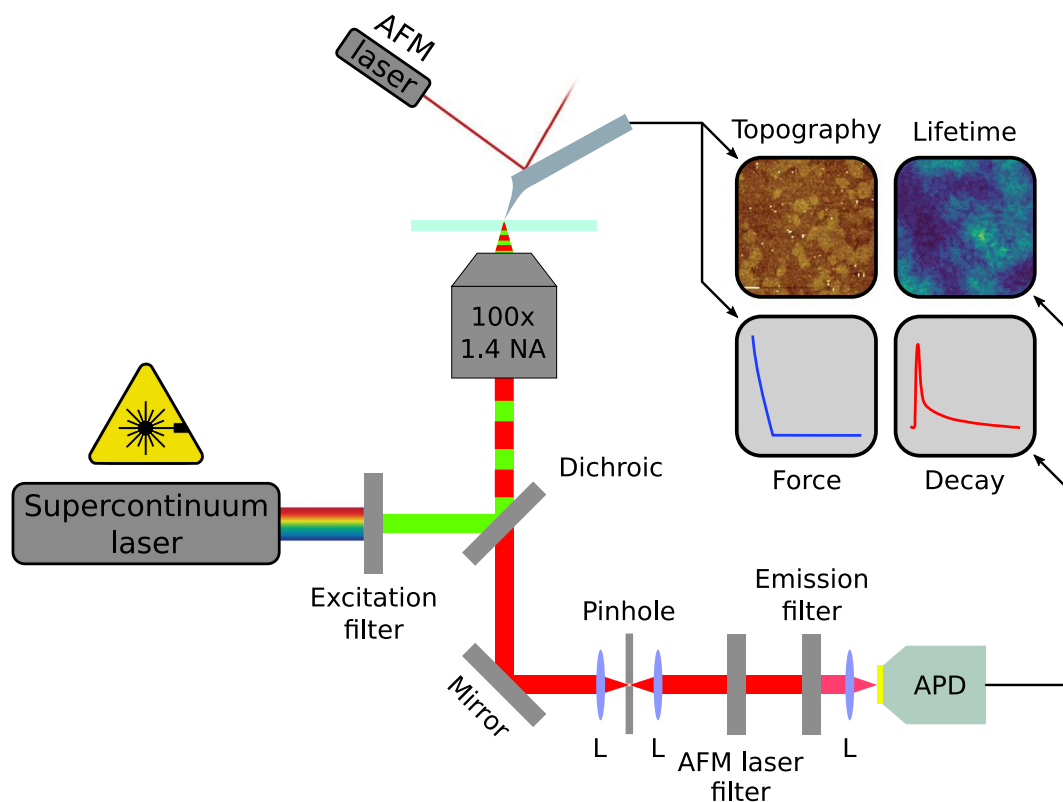 AFM
laser
Topography
Lifetime
100x
1.4 NA
Force
Decay
Dichroic
Supercontinuum
laser
Excitation
filter
Mirror
Pinhole
Emission
filter
APD
L
L
L
AFM laser
filter